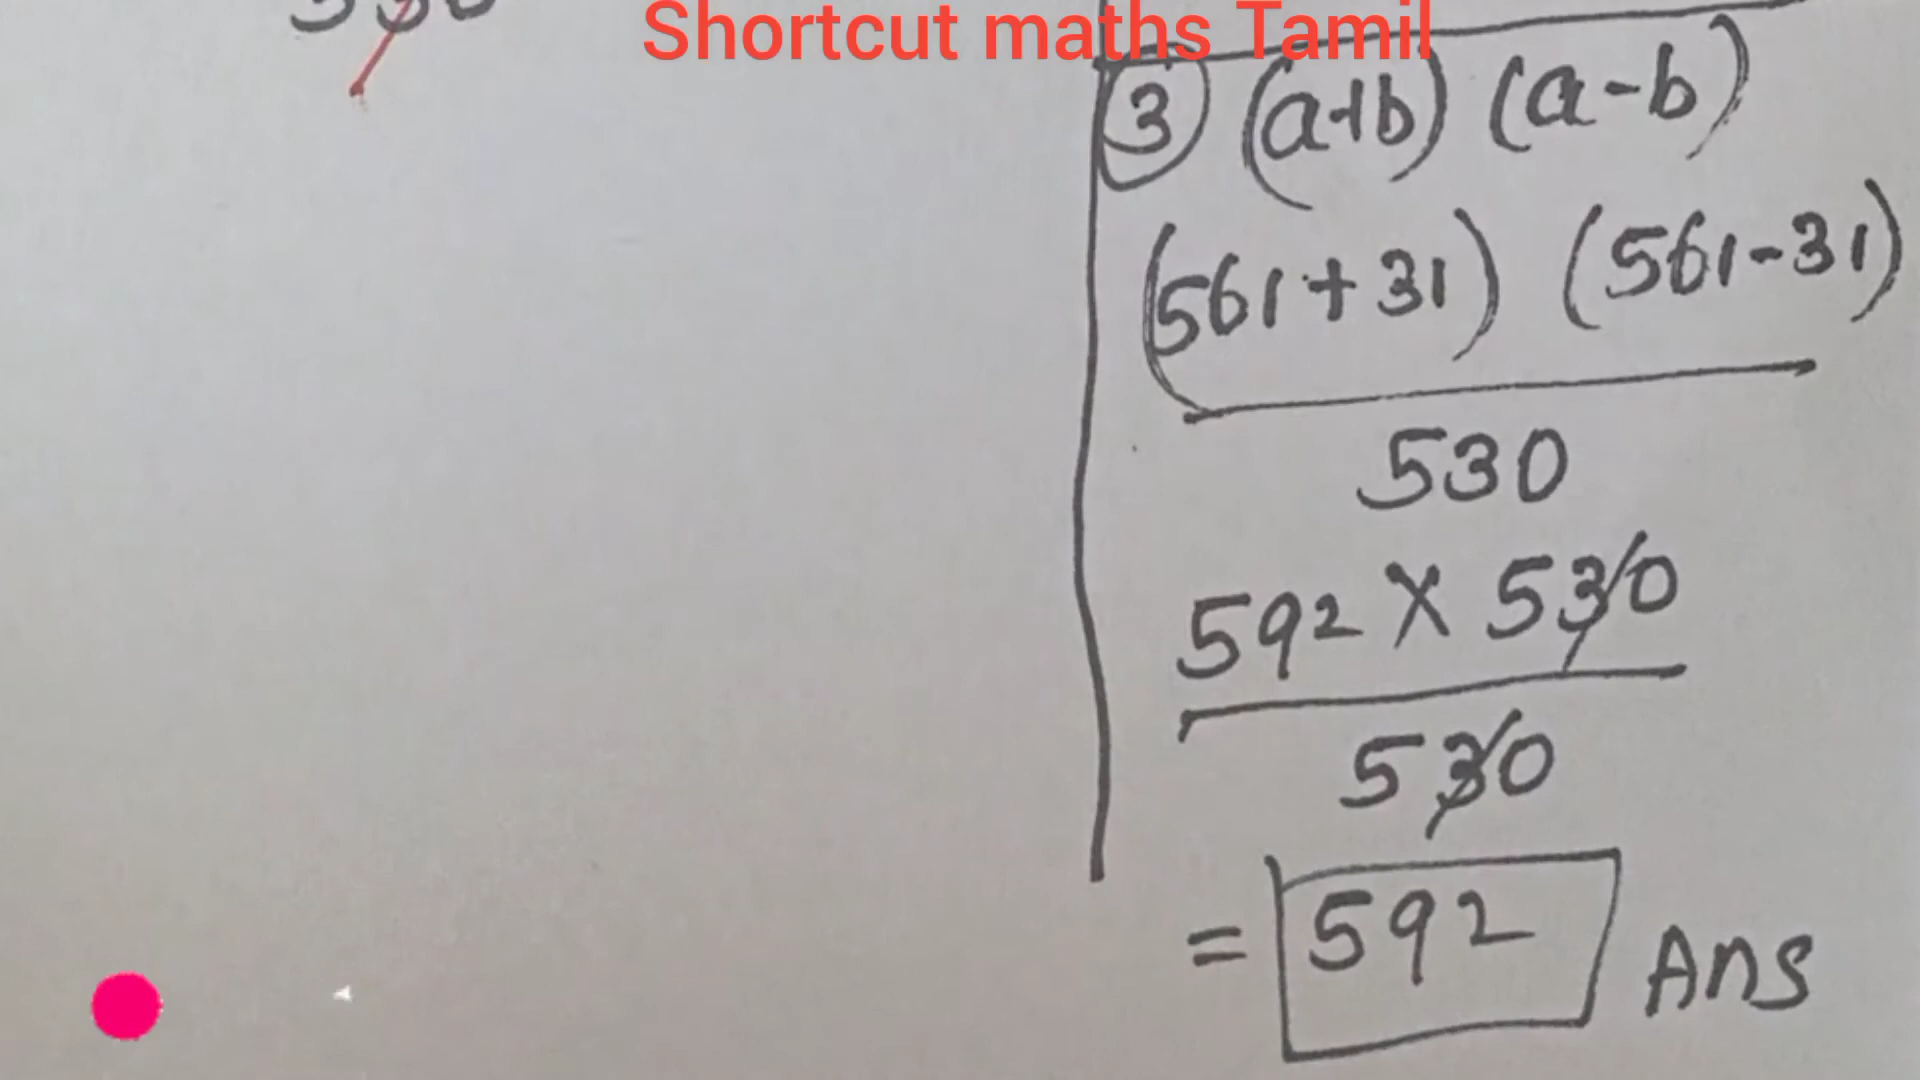 Shortcut maths Tamil
3 (a+b) (a-b)
(561+31) (561-31)
530
592 X 530
530
= 592 Ans